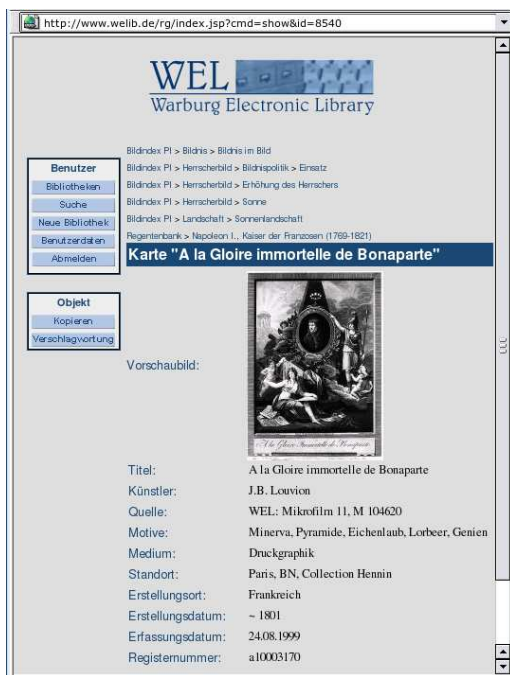 http://www.welib.de/rg/index.jsp?cmd=show&id=8540
WEL
Warburg Electronic Library
Bildindex PI > Bildnis > Bildnis im Bild
Bildindex PI > Herrscherbild > Bildnispolitik > Einsatz
Bildindex PI > Herrscherbild > Erhöhung des Herrschers
Bildindex PI > Herrscherbild > Sonne
Bildindex PI > Landschaft > Sonnenlandschaft
Regentenbank > Napoleon I., Kaiser der Franzosen (1769-1821)
Benutzer
Bibliotheken
Suche
Neue Bibliothek
Benutzerdaten
Abmelden
Objekt
Kopieren
Verschlagwortung
Karte "A la Gloire immortelle de Bonaparte"
Vorschaubild:
A la Gloire Immortelle de Bonaparte
Titel: A la Gloire immortelle de Bonaparte
Künstler: J.B. Louvion
Quelle: WEL: Mikrofilm 11, M 104620
Motive: Minerva, Pyramide, Eichenlaub, Lorbeer, Genien
Medium: Druckgraphik
Standort: Paris, BN, Collection Hennin
Erstellungsort: Frankreich
Erstellungsdatum: ~ 1801
Erfassungsdatum: 24.08.1999
Registernummer: a10003170